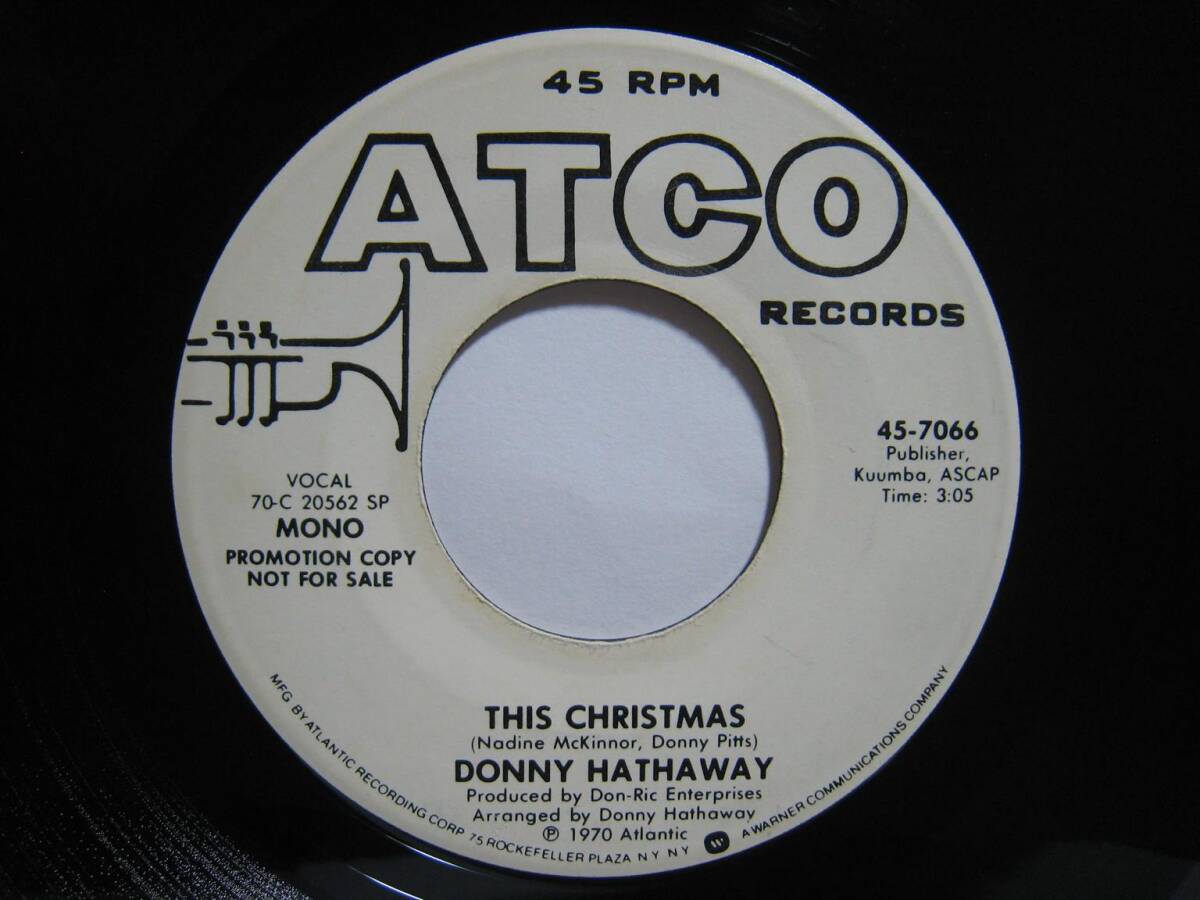 45 RPM
ATCO
RECORDS
45-7066
Publisher,
Kuumba, ASCAP
Time: 3:05
VOCAL
70-C 20562 SP
MONO
PROMOTION COPY
NOT FOR SALE
THIS CHRISTMAS
(Nadine McKinnor, Donny Pitts)
DONNY HATHAWAY
Produced by Don-Ric Enterprises
Arranged by Donny Hathaway
Ⓟ 1970 Atlantic
MFG BY ATLANTIC RECORDING CORP 75 ROCKEFELLER PLAZA N Y N Y W A WARNER COMMUNICATIONS COMPANY